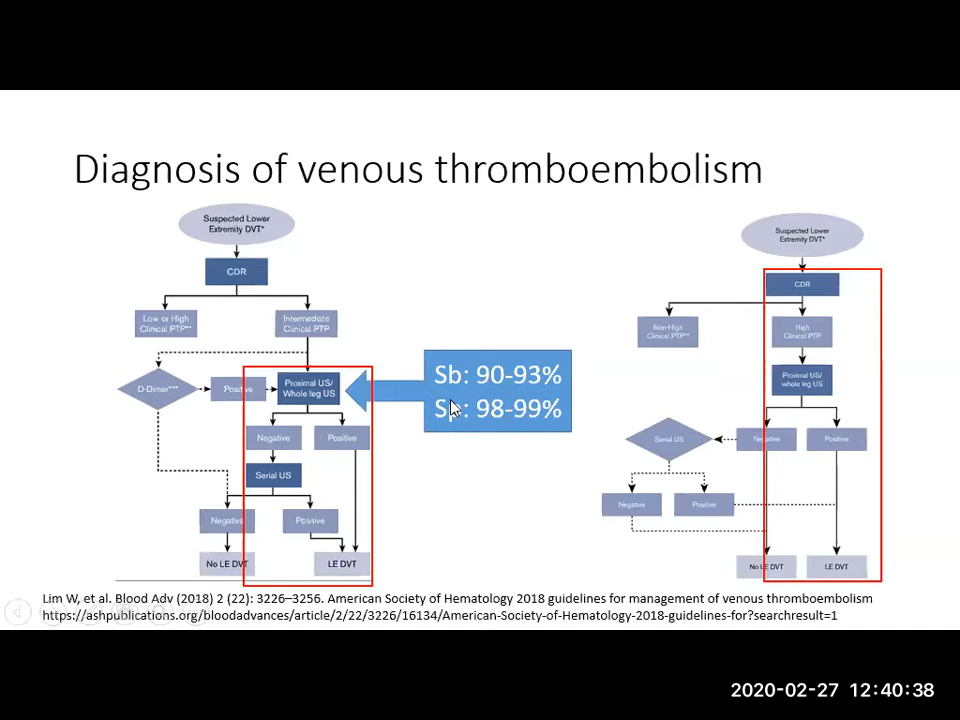 Diagnosis of venous thromboembolism
Suspected Lower
Extremity DVT*
CDR
Low or High
Clinical PTP**
Intermediate
Clinical PTP
D-Dimer***
Positive
Proximal US/
Whole leg US
Negative
Positive
Serial US
Negative
Positive
No LE DVT
LE DVT
Sb: 90-93%
Sp: 98-99%
Suspected Lower
Extremity DVT*
CDR
Non-High
Clinical PTP**
High
Clinical PTP
Proximal US/
whole leg US
Serial US
Negative
Positive
Negative
Positive
No LE DVT
LE DVT
Lim W, et al. Blood Adv (2018) 2 (22): 3226–3256. American Society of Hematology 2018 guidelines for management of venous thromboembolism
https://ashpublications.org/bloodadvances/article/2/22/3226/16134/American-Society-of-Hematology-2018-guidelines-for?searchresult=1
2020-02-27 12:40:38